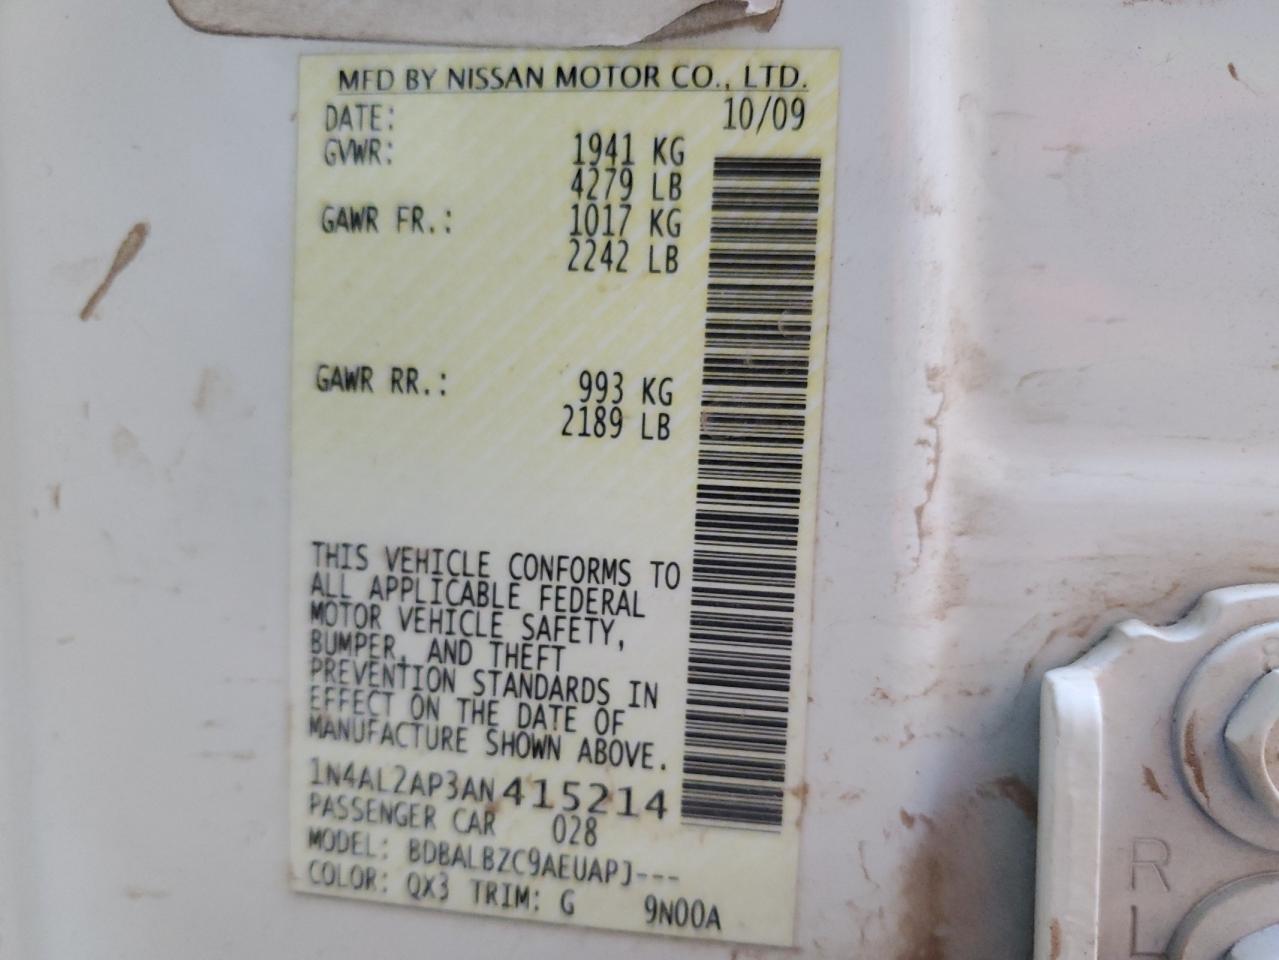 MFD BY NISSAN MOTOR CO., LTD.
DATE: 10/09
GVWR: 1941 KG
4279 LB
GAWR FR.: 1017 KG
2242 LB
GAWR RR.: 993 KG
2189 LB
THIS VEHICLE CONFORMS TO
ALL APPLICABLE FEDERAL
MOTOR VEHICLE SAFETY,
BUMPER, AND THEFT
PREVENTION STANDARDS IN
EFFECT ON THE DATE OF
MANUFACTURE SHOWN ABOVE.
1N4AL2AP3AN415214
PASSENGER CAR 028
MODEL: BDBALBZC9AEUAPJ---
COLOR: QX3 TRIM: G 9N00A
R
L